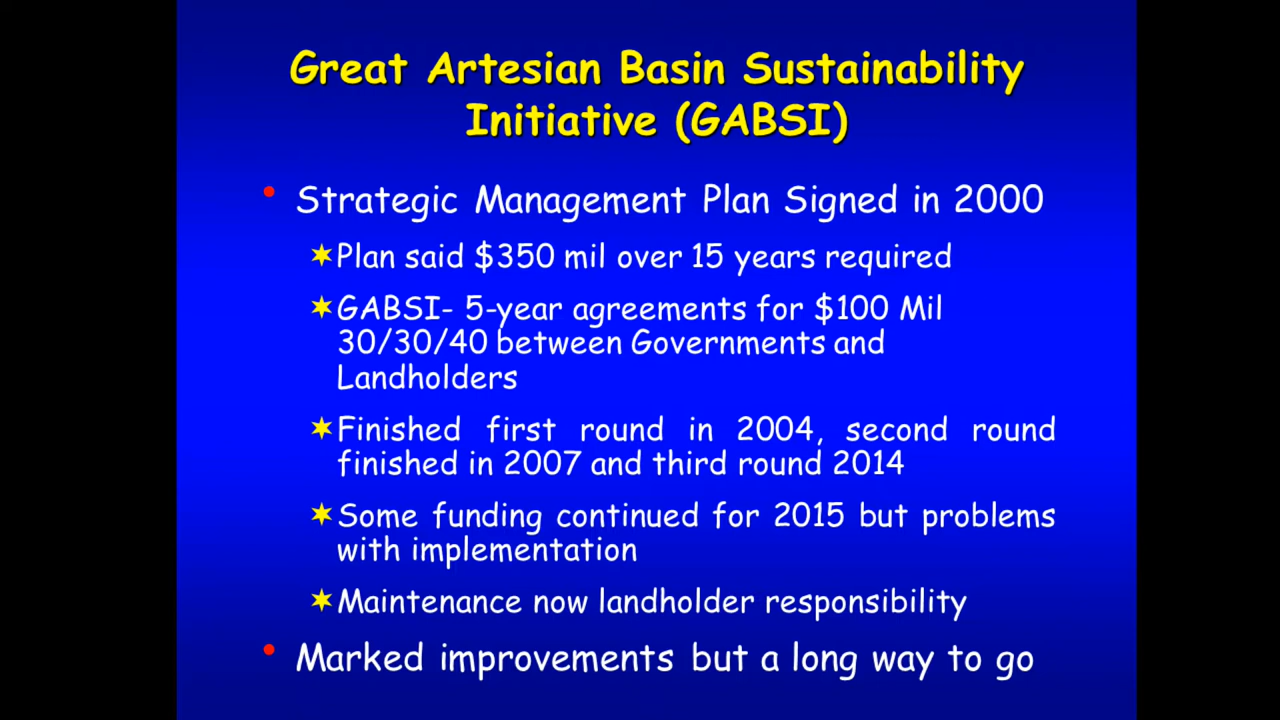 Great Artesian Basin Sustainability
Initiative (GABSI)
• Strategic Management Plan Signed in 2000
✶Plan said $350 mil over 15 years required
✶GABSI- 5-year agreements for $100 Mil
30/30/40 between Governments and
Landholders
✶Finished first round in 2004, second round
finished in 2007 and third round 2014
✶Some funding continued for 2015 but problems
with implementation
✶Maintenance now landholder responsibility
• Marked improvements but a long way to go